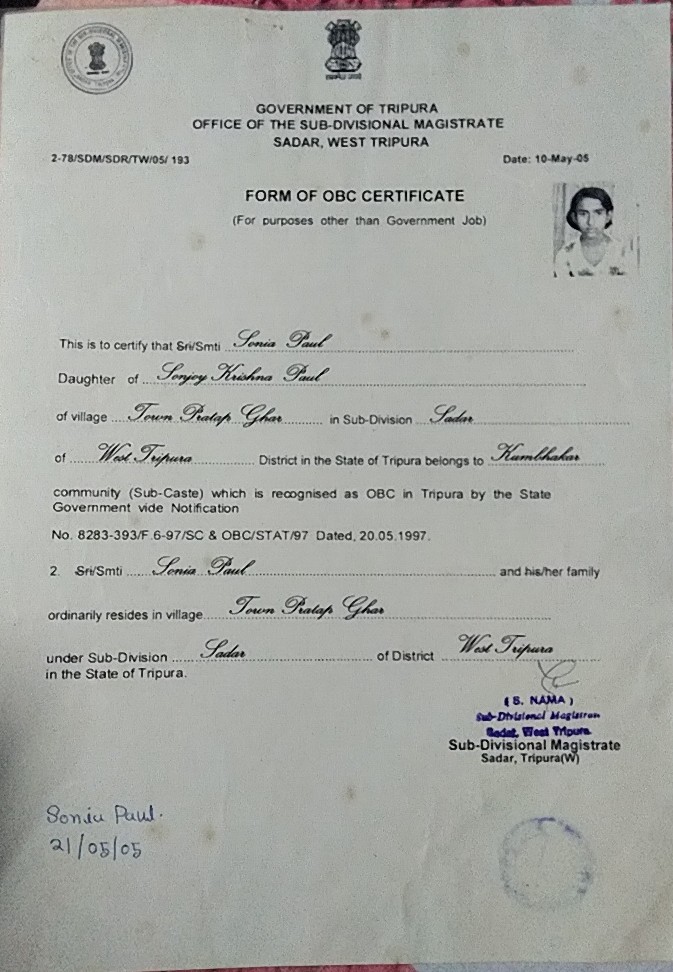 GOVERNMENT OF TRIPURA
OFFICE OF THE SUB-DIVISIONAL MAGISTRATE
SADAR, WEST TRIPURA
2-78/SDM/SDR/TW/05/ 193 Date: 10-May-05
FORM OF OBC CERTIFICATE
(For purposes other than Government Job)
This is to certify that Sri/Smti Sonia Paul
Daughter of Sonjoy Krishna Paul
of village Town Pratap Ghar in Sub-Division Sadar
of West Tripura District in the State of Tripura belongs to Kumbhakar
community (Sub-Caste) which is recognised as OBC in Tripura by the State
Government vide Notification
No. 8283-393/F.6-97/SC & OBC/STAT/97 Dated, 20.05.1997.
2. Sri/Smti Sonia Paul and his/her family
ordinarily resides in village Town Pratap Ghar
under Sub-Division Sadar of District West Tripura
in the State of Tripura.
( S. NAMA )
Sub-Divisional Magistrate
Sadar, West Tripura
Sub-Divisional Magistrate
Sadar, Tripura(W)
Sonia Paul.
21/05/05